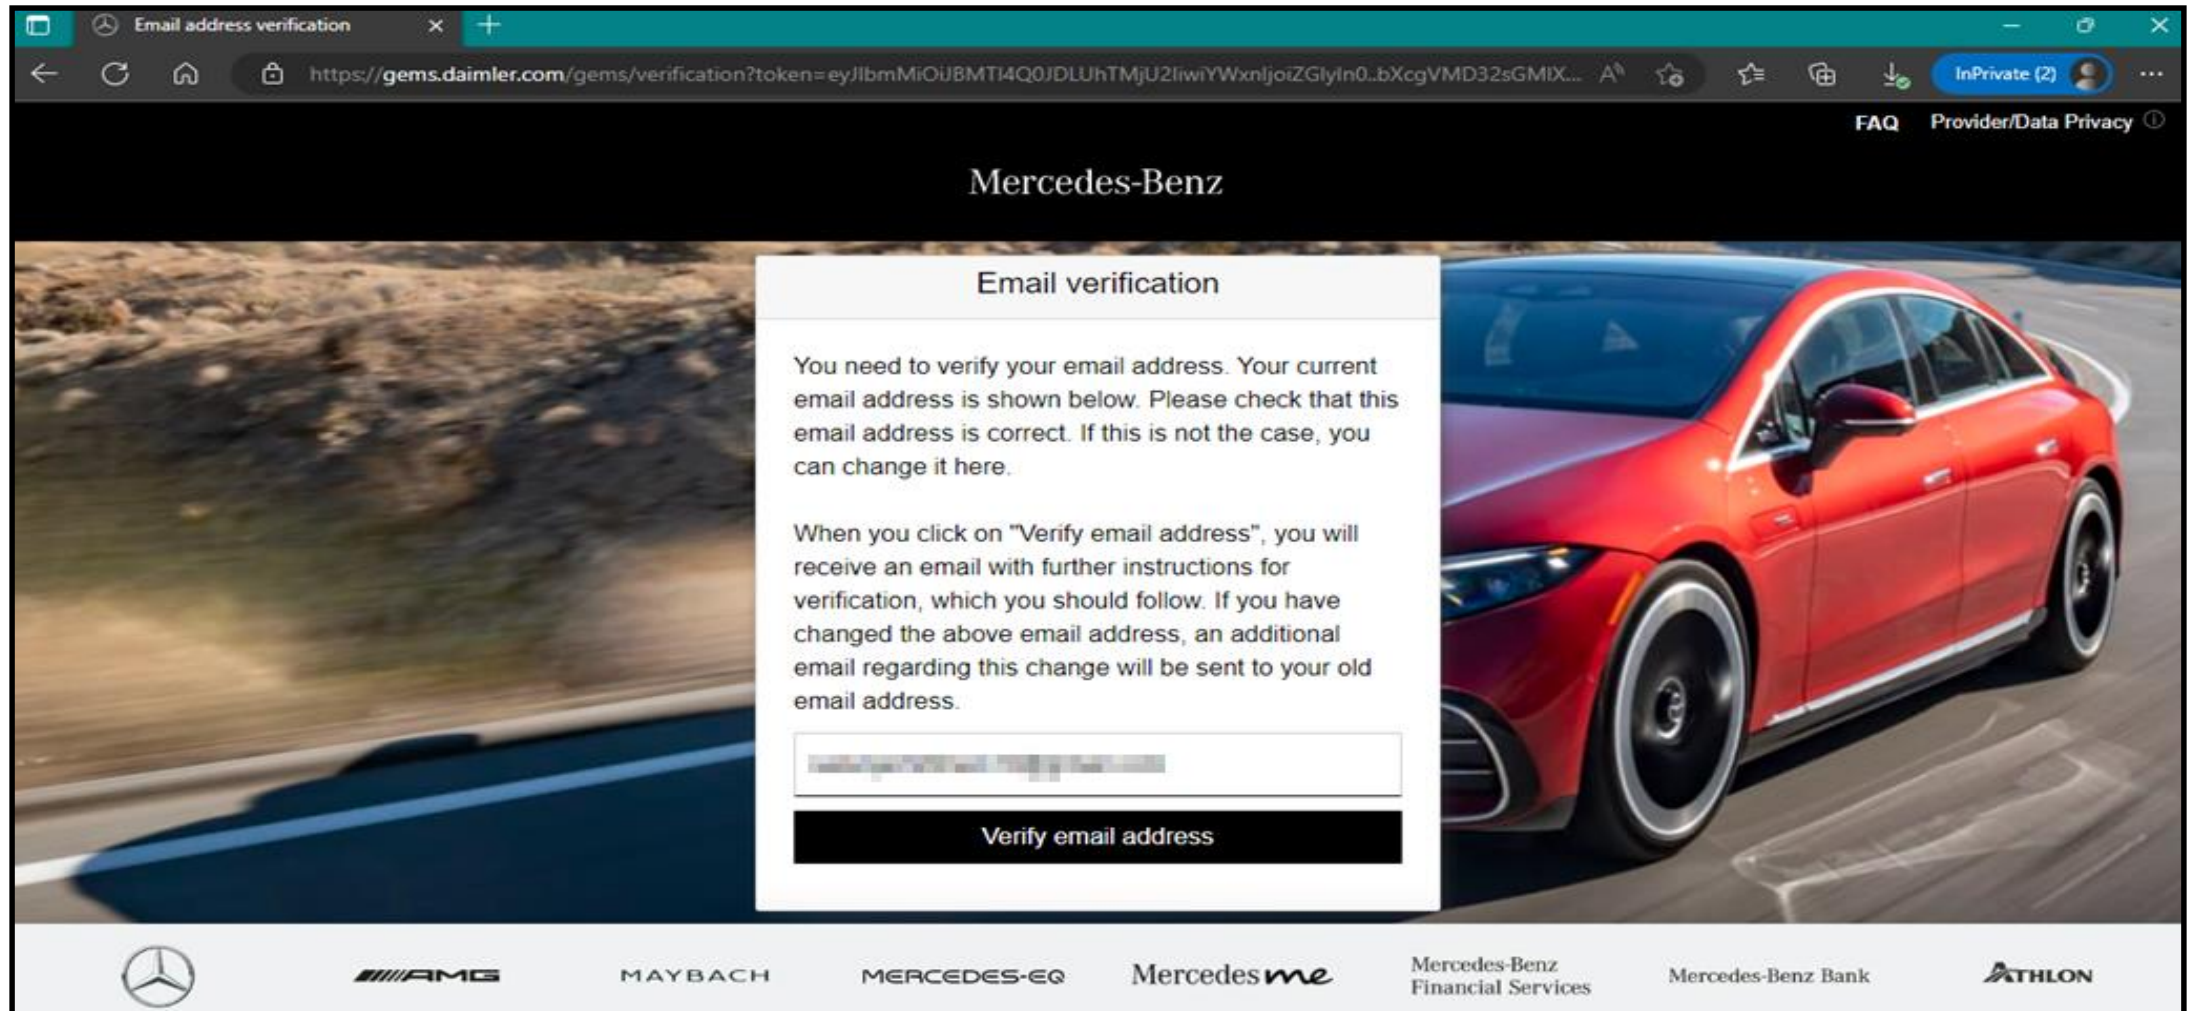 Email address verification
https://gems.daimler.com/gems/verification?token=eyJlbmMiOiJBMTI4Q0JDLUhTMjU2IiwiYWxnIjoiZGlyIn0..bXcgVMD32sGMIX...
InPrivate (2)
FAQ Provider/Data Privacy
Mercedes-Benz
Email verification
You need to verify your email address. Your current
email address is shown below. Please check that this
email address is correct. If this is not the case, you
can change it here.
When you click on "Verify email address", you will
receive an email with further instructions for
verification, which you should follow. If you have
changed the above email address, an additional
email regarding this change will be sent to your old
email address.
Verify email address
AMG
MAYBACH
MERCEDES-EQ
Mercedes me
Mercedes-Benz
Financial Services
Mercedes-Benz Bank
ATHLON